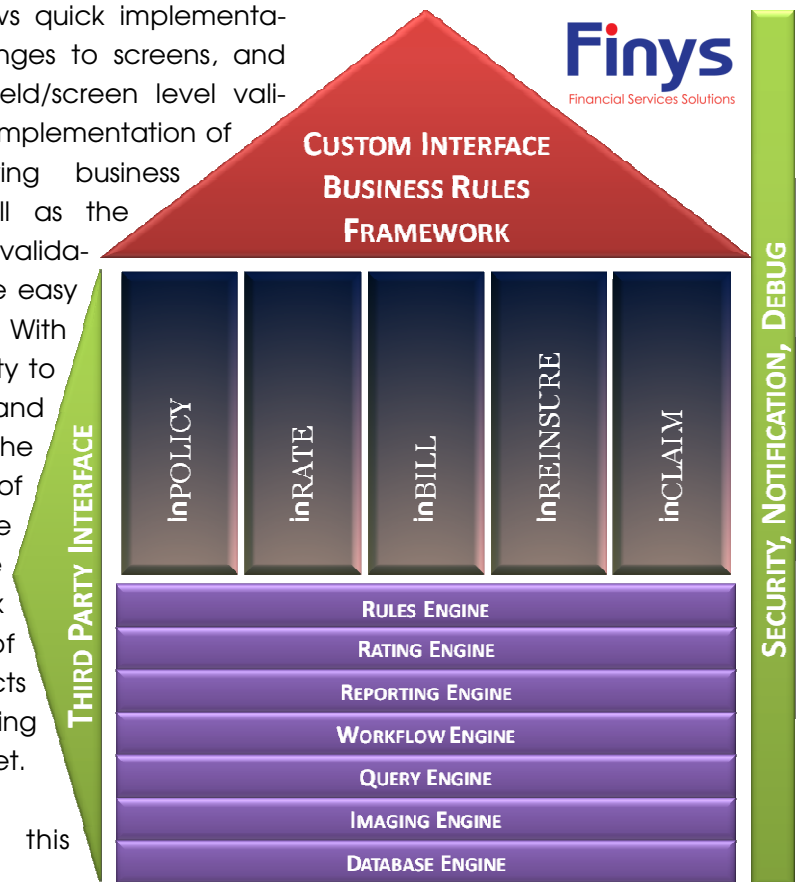 vs quick implementa-
nges to screens, and
eld/screen level vali-
mplementation of
ing business
ll as the
valida-
e easy
With
ty to
and
he
of
e
e
x
of
cts
ing
et.
this
Finys
Financial Services Solutions
CUSTOM INTERFACE
BUSINESS RULES
FRAMEWORK
THIRD PARTY INTERFACE
inPOLICY
inRATE
inBILL
inREINSURE
inCLAIM
SECURITY, NOTIFICATION, DEBUG
RULES ENGINE
RATING ENGINE
REPORTING ENGINE
WORKFLOW ENGINE
QUERY ENGINE
IMAGING ENGINE
DATABASE ENGINE